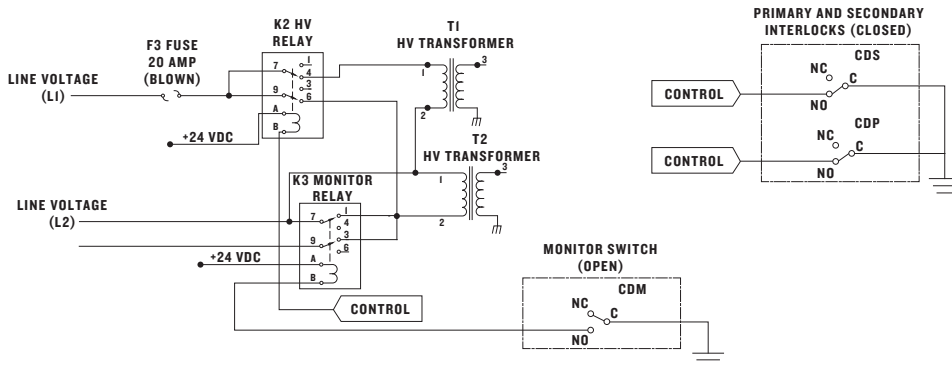 K2 HV
RELAY
T1
HV TRANSFORMER
PRIMARY AND SECONDARY
INTERLOCKS (CLOSED)
F3 FUSE
20 AMP
(BLOWN)
LINE VOLTAGE
(L1)
7
1
4
3
9
6
A
B
+24 VDC
1
3
2
CDS
NC
C
NO
CONTROL
CDP
NC
C
NO
CONTROL
T2
HV TRANSFORMER
1
3
2
K3 MONITOR
RELAY
LINE VOLTAGE
(L2)
7
1
4
3
9
6
A
B
+24 VDC
CONTROL
MONITOR SWITCH
(OPEN)
CDM
NC
C
NO